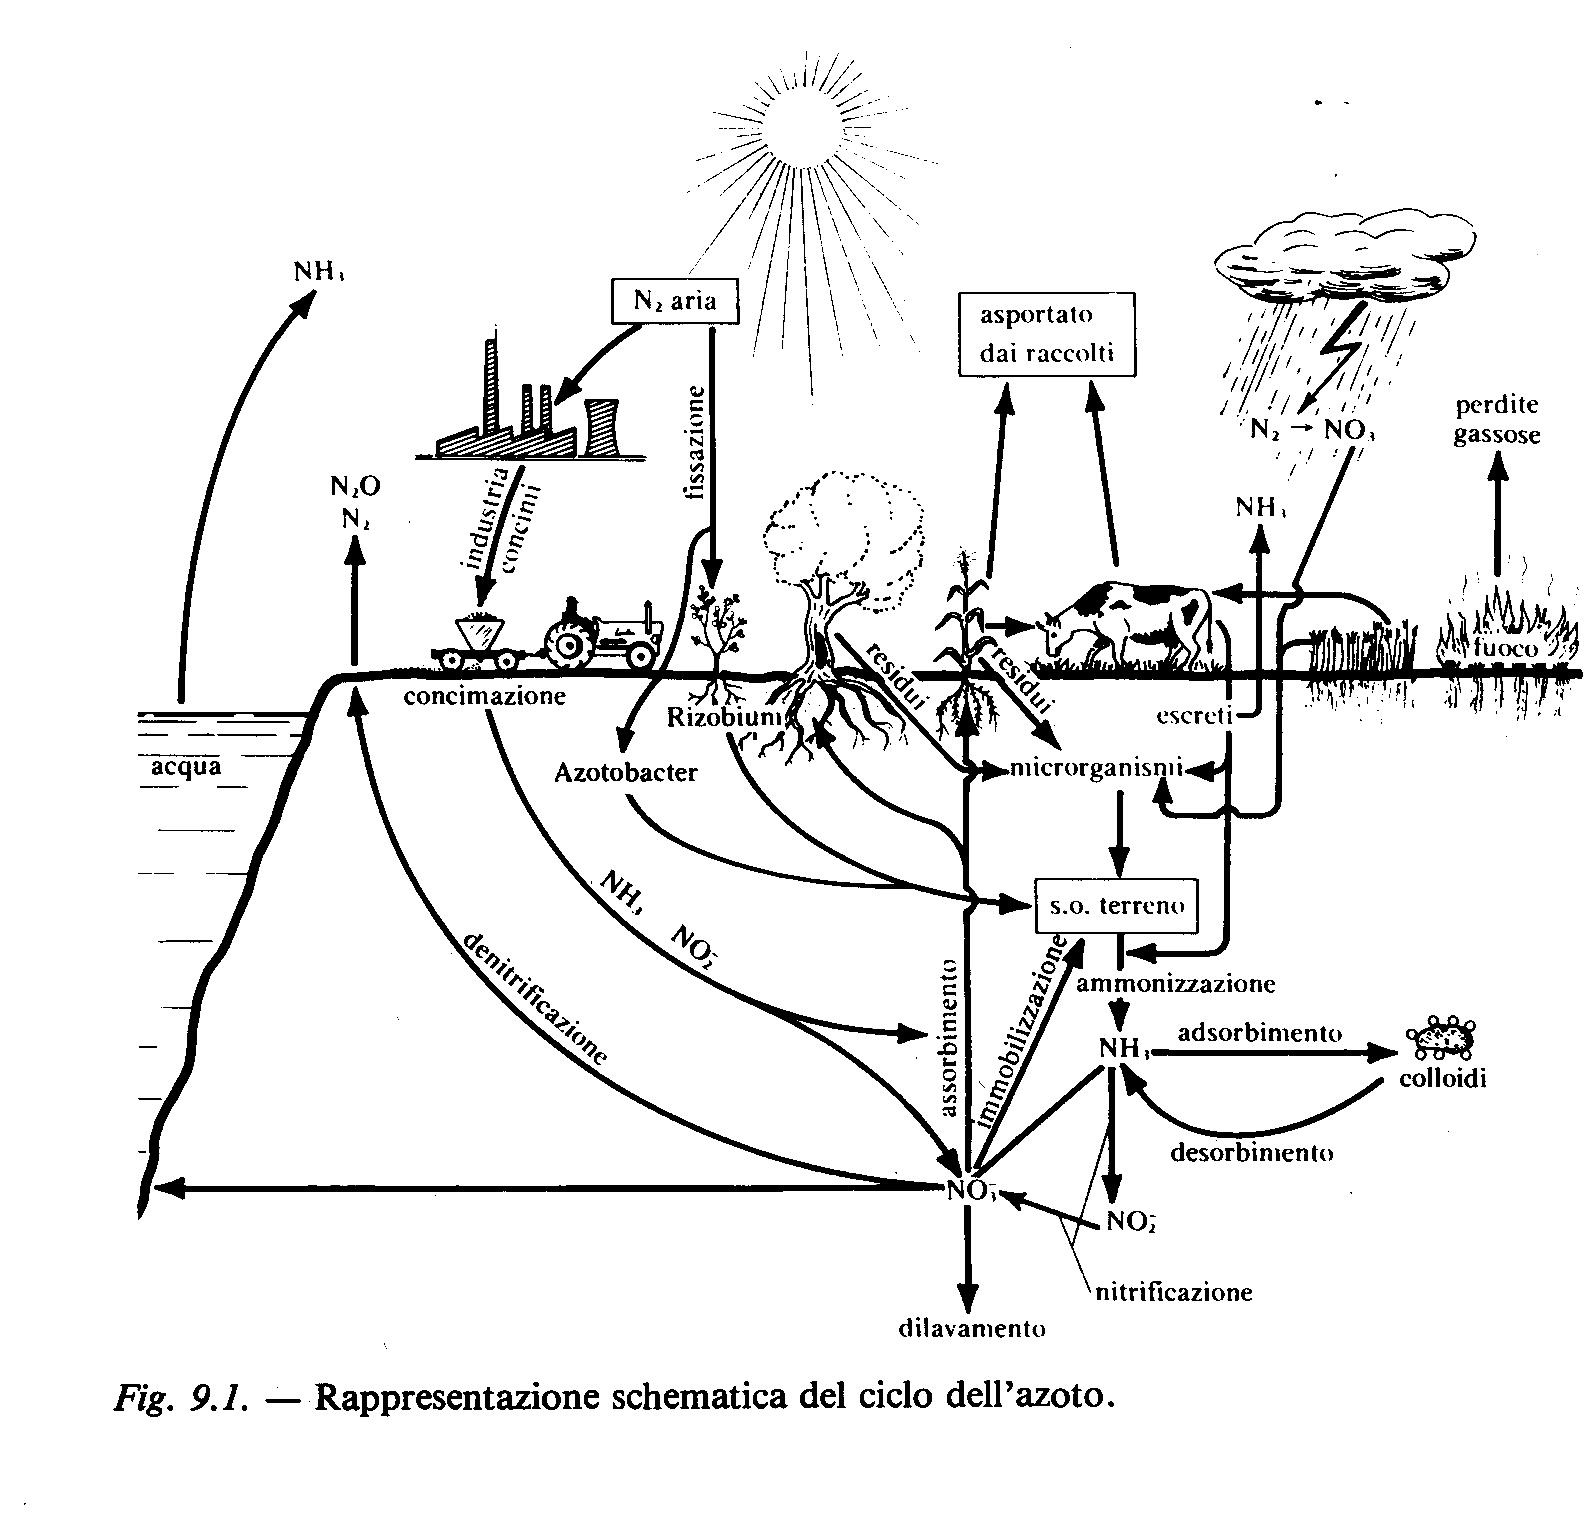 NH₃
N₂ aria
asportato
dai raccolti
perdite
gassose
N₂ → NO₃
fissazione
industria
concimi
N₂O
N₂
NH₃
fuoco
concimazione
residui
residui
Rizobium
escreti
acqua
Azotobacter
microrganismi
NH₃
NO₂⁻
s.o. terreno
denitrificazione
assorbimento
immobilizzazione
ammonizzazione
NH₃
adsorbimento
colloidi
desorbimento
NO₃⁻
NO₂⁻
nitrificazione
dilavamento
Fig. 9.1. — Rappresentazione schematica del ciclo dell'azoto.